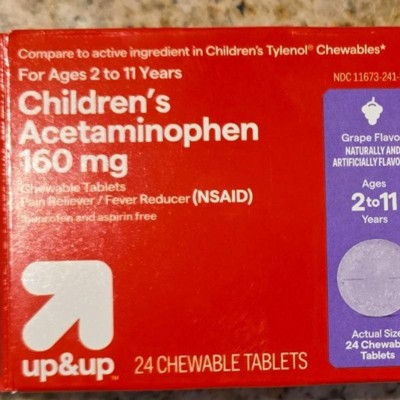 Compare to active ingredient in Children's Tylenol® Chewables*
For Ages 2 to 11 Years
NDC 11673-241-
Children's
Acetaminophen
160 mg
Chewable Tablets
Pain Reliever / Fever Reducer (NSAID)
Ibuprofen and aspirin free
Grape Flavo
NATURALLY AND
ARTIFICIALLY FLAVO
Ages
2 to 11
Years
Actual Size
24 Chewab
Tablets
up&up™
24 CHEWABLE TABLETS